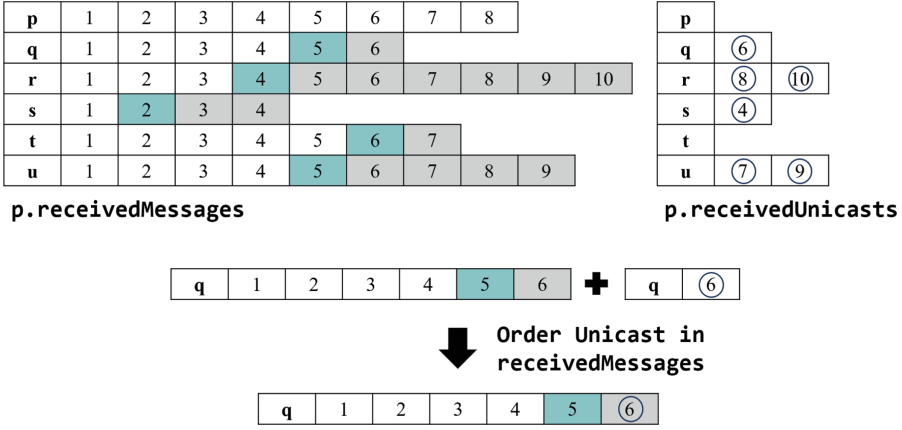 p 1 2 3 4 5 6 7 8
q 1 2 3 4 5 6
r 1 2 3 4 5 6 7 8 9 10
s 1 2 3 4
t 1 2 3 4 5 6 7
u 1 2 3 4 5 6 7 8 9
p.receivedMessages
p
q 6
r 8 10
s 4
t
u 7 9
p.receivedUnicasts
q 1 2 3 4 5 6 + q 6
Order Unicast in
receivedMessages
q 1 2 3 4 5 6